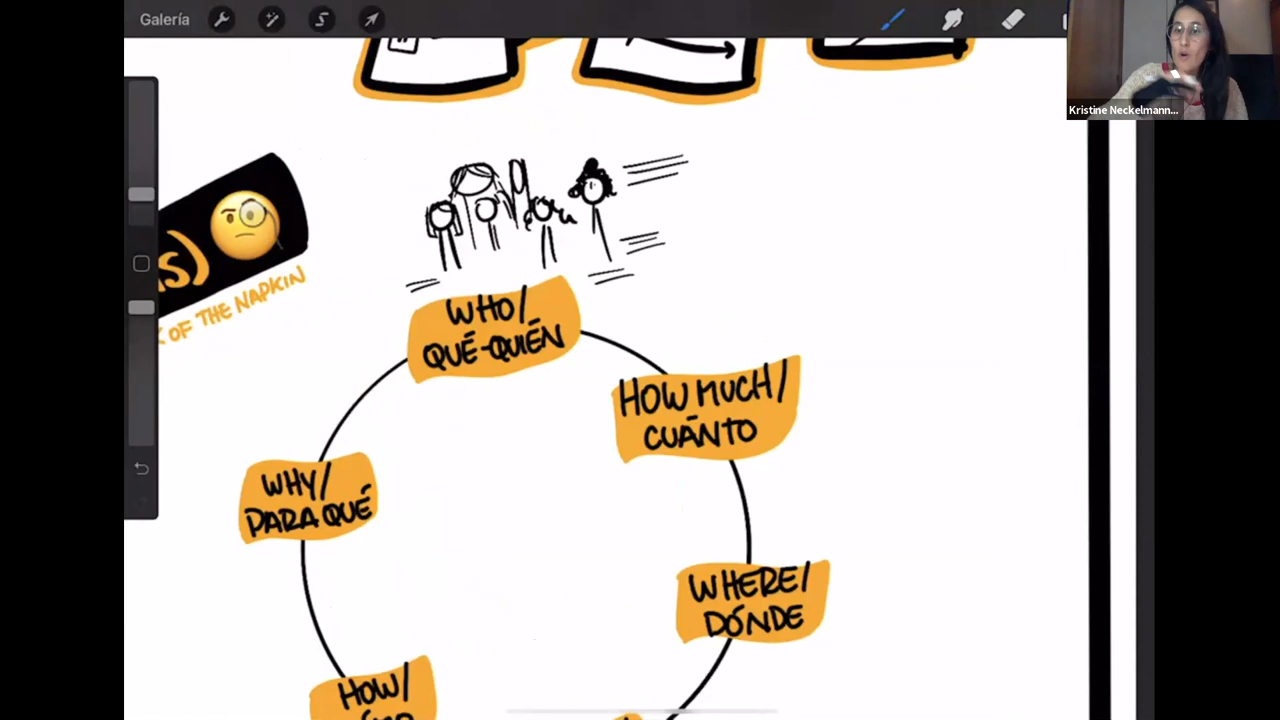 Galería
Kristine Neckelmann...
S)
OF THE NAPKIN
WHO/
QUÉ-QUIÉN
HOW MUCH/
CUÁNTO
WHY/
PARA QUÉ
WHERE/
DÓNDE
HOW/